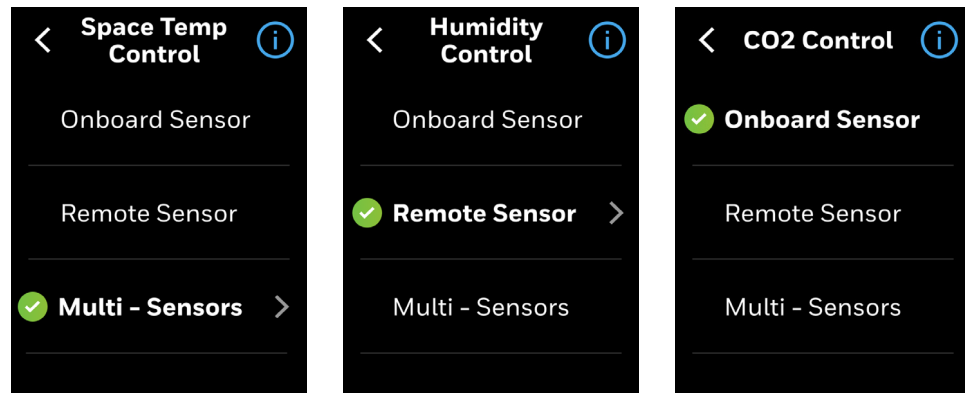 Space Temp
Control
i
Onboard Sensor
Remote Sensor
Multi - Sensors
Humidity
Control
i
Onboard Sensor
Remote Sensor
Multi - Sensors
CO2 Control
i
Onboard Sensor
Remote Sensor
Multi - Sensors